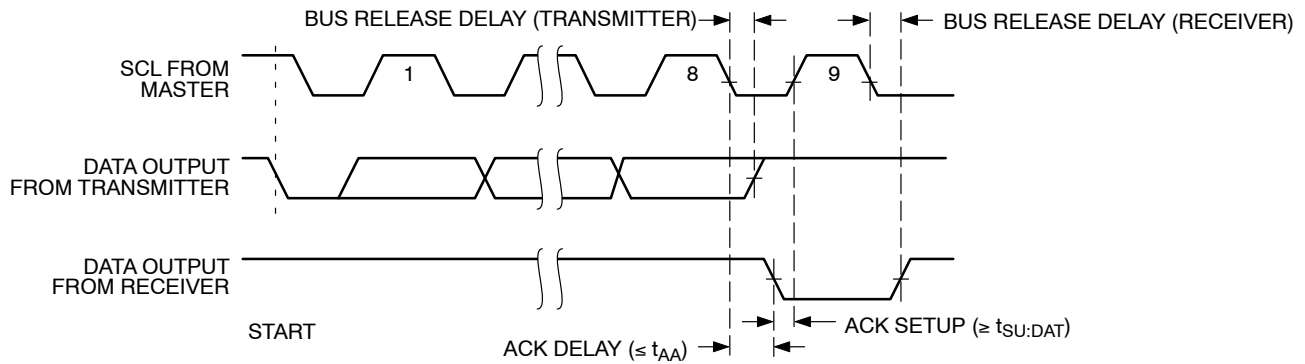 BUS RELEASE DELAY (TRANSMITTER)
BUS RELEASE DELAY (RECEIVER)
SCL FROM
MASTER
1
8
9
DATA OUTPUT
FROM TRANSMITTER
DATA OUTPUT
FROM RECEIVER
START
ACK SETUP (≥ tSU:DAT)
ACK DELAY (≤ tAA)